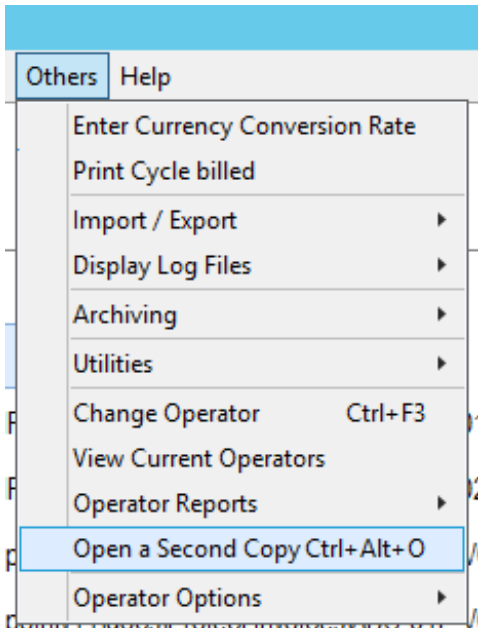 Others Help
Enter Currency Conversion Rate
Print Cycle billed
Import / Export
Display Log Files
Archiving
Utilities
Change Operator Ctrl+F3
View Current Operators
Operator Reports
Open a Second Copy Ctrl+Alt+O
Operator Options